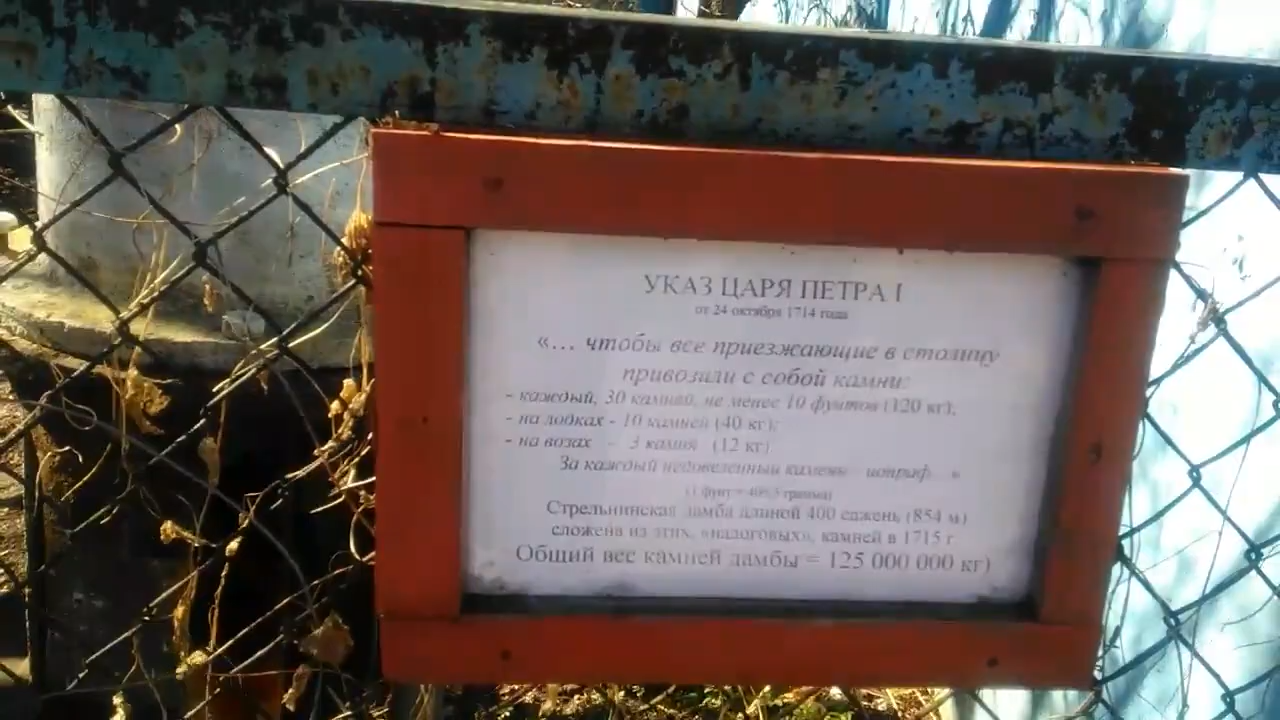 УКАЗ ЦАРЯ ПЕТРА I
от 24 октября 1714 года
«... чтобы все приезжающие в столицу
привозили с собой камни:
- каждый, 30 камней, не менее 10 фунтов (120 кг);
- на лодках - 10 камней (40 кг);
- на возах - 3 камня (12 кг)
За каждый недовезенный камень - штраф...»
(1 фунт = 409,5 грамма)
Стрельнинская дамба длиной 400 сажень (854 м)
сложена из этих, «налоговых», камней в 1715 г
Общий вес камней дамбы = 125 000 000 кг)